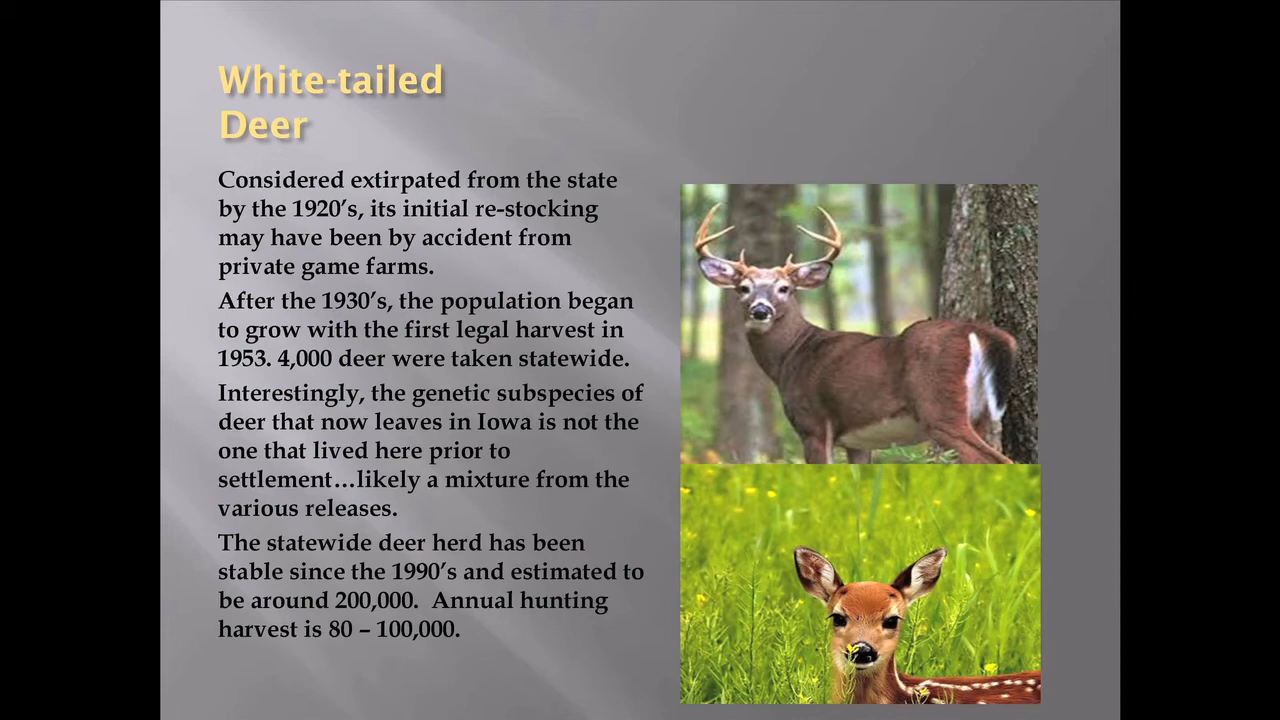 White-tailed
Deer
Considered extirpated from the state
by the 1920’s, its initial re-stocking
may have been by accident from
private game farms.
After the 1930’s, the population began
to grow with the first legal harvest in
1953. 4,000 deer were taken statewide.
Interestingly, the genetic subspecies of
deer that now leaves in Iowa is not the
one that lived here prior to
settlement…likely a mixture from the
various releases.
The statewide deer herd has been
stable since the 1990’s and estimated to
be around 200,000.  Annual hunting
harvest is 80 – 100,000.